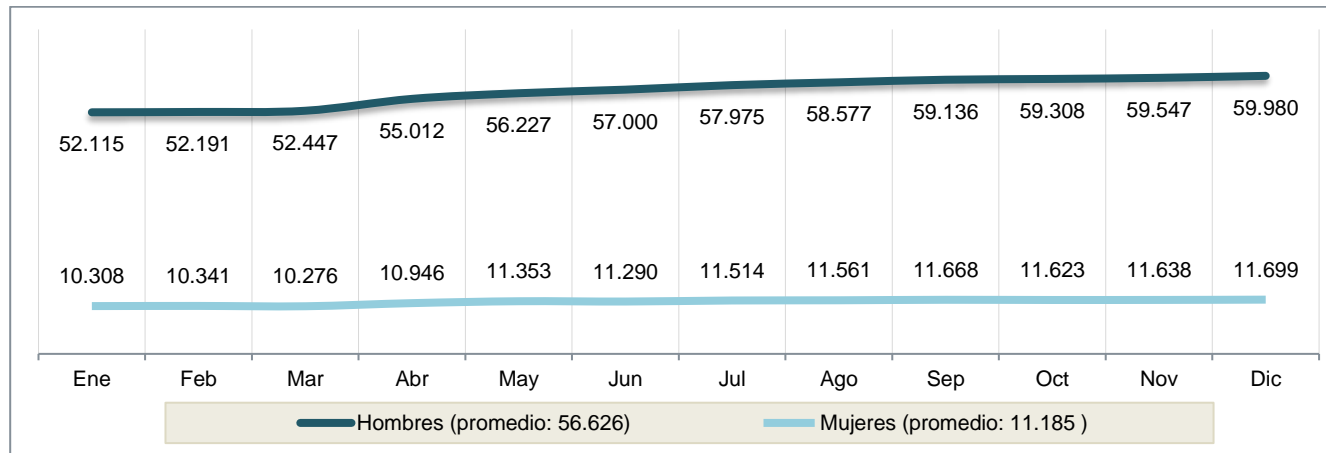 52.115 52.191 52.447 55.012 56.227 57.000 57.975 58.577 59.136 59.308 59.547 59.980
10.308 10.341 10.276 10.946 11.353 11.290 11.514 11.561 11.668 11.623 11.638 11.699
Ene Feb Mar Abr May Jun Jul Ago Sep Oct Nov Dic
Hombres (promedio: 56.626) Mujeres (promedio: 11.185 )